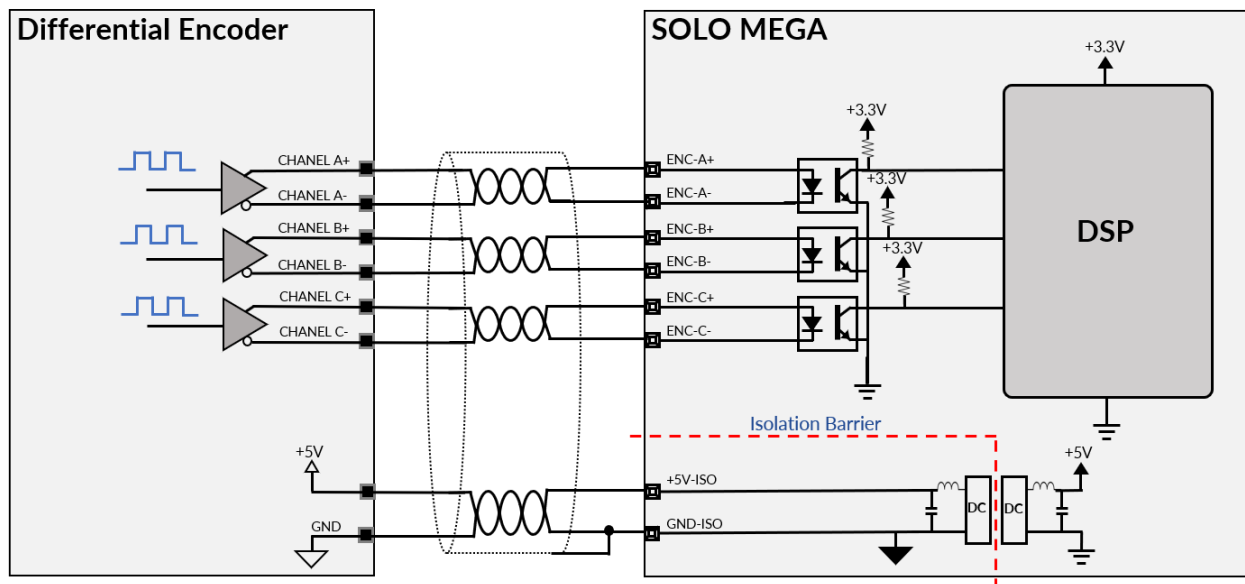 Differential Encoder
SOLO MEGA
+3.3V
+3.3V
CHANEL A+
ENC-A+
+3.3V
CHANEL A-
ENC-A-
CHANEL B+
ENC-B+
DSP
+3.3V
CHANEL B-
ENC-B-
CHANEL C+
ENC-C+
CHANEL C-
ENC-C-
Isolation Barrier
+5V
+5V
+5V-ISO
DC
DC
GND
GND-ISO